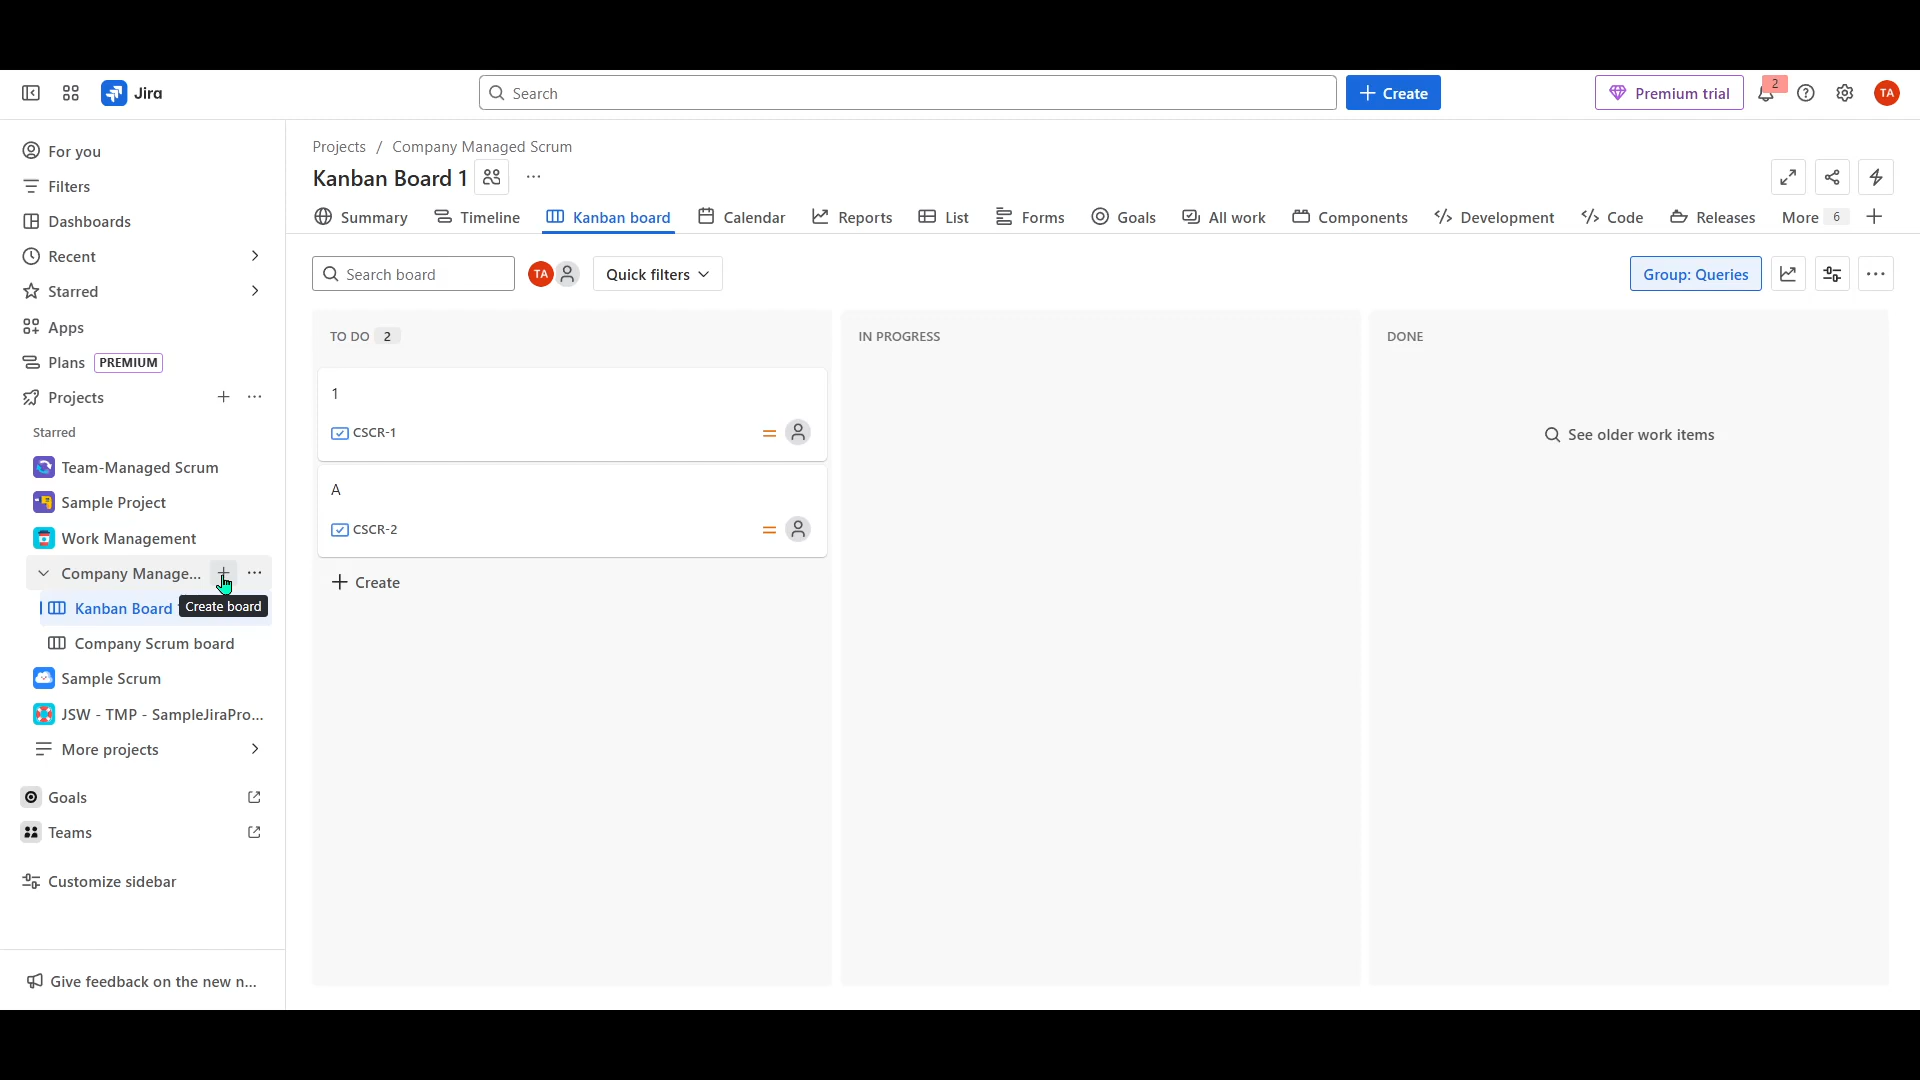 Jira
Search
Create
Premium trial
2
TA
For you
Filters
Dashboards
Recent
Starred
Apps
Plans PREMIUM
Projects
Starred
Team-Managed Scrum
Sample Project
Work Management
Company Manage...
Kanban Board
Create board
Company Scrum board
Sample Scrum
JSW - TMP - SampleJiraPro...
More projects
Goals
Teams
Customize sidebar
Give feedback on the new n...
Projects / Company Managed Scrum
Kanban Board 1
Summary Timeline Kanban board Calendar Reports List Forms Goals All work Components Development Code Releases More 6
Search board
TA
Quick filters
Group: Queries
TO DO 2
1
CSCR-1
A
CSCR-2
Create
IN PROGRESS
DONE
See older work items